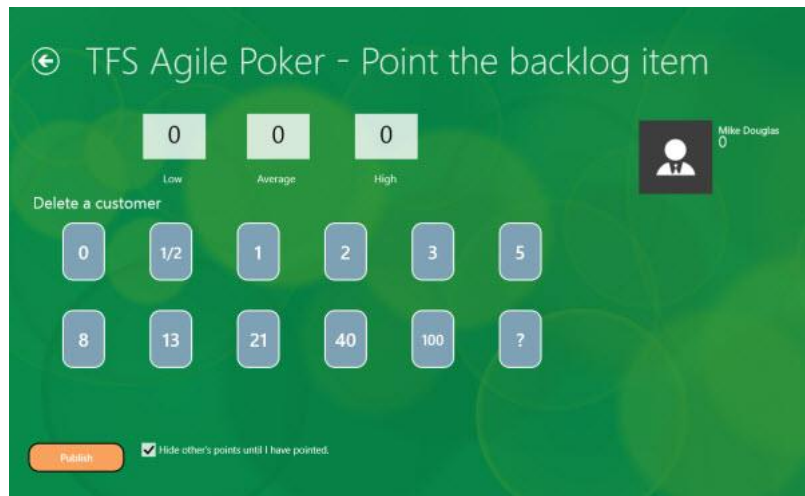 TFS Agile Poker - Point the backlog item
0 0 0
Low Average High
Mike Douglas
0
Delete a customer
0 1/2 1 2 3 5
8 13 21 40 100 ?
Publish
Hide other's points until I have pointed.